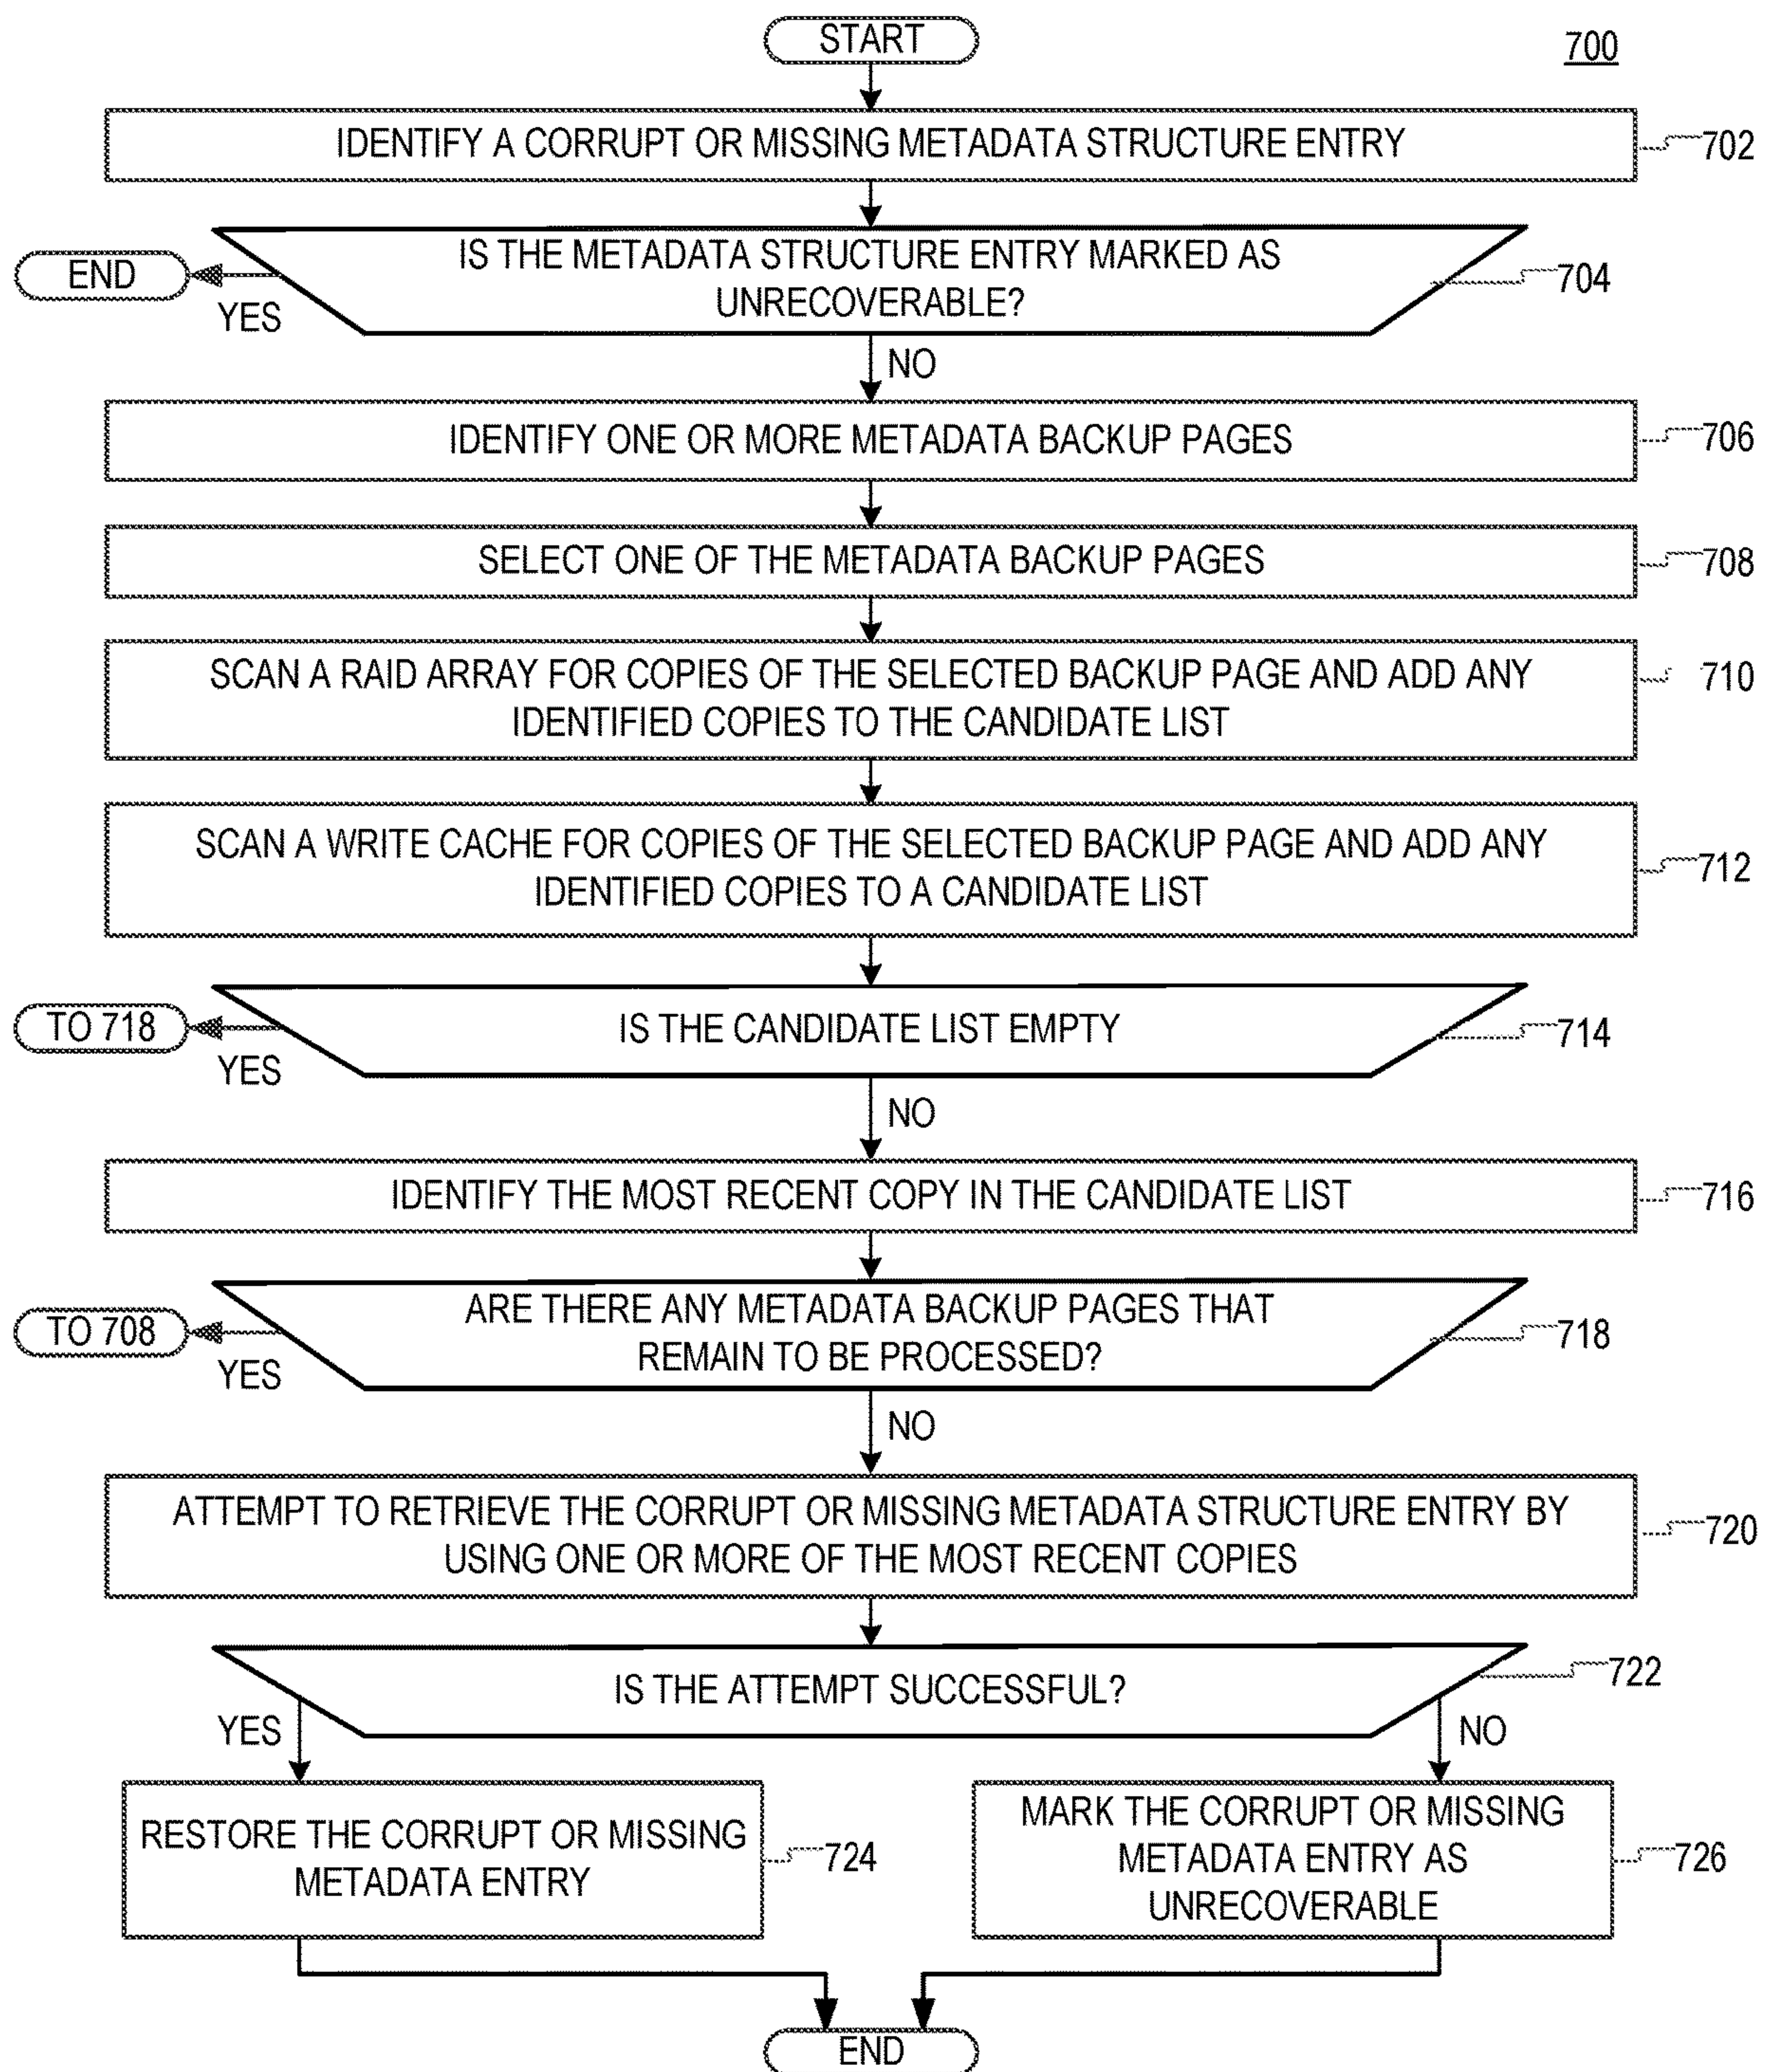 START
700
IDENTIFY A CORRUPT OR MISSING METADATA STRUCTURE ENTRY
702
IS THE METADATA STRUCTURE ENTRY MARKED AS
UNRECOVERABLE?
704
END
YES
NO
IDENTIFY ONE OR MORE METADATA BACKUP PAGES
706
SELECT ONE OF THE METADATA BACKUP PAGES
708
SCAN A RAID ARRAY FOR COPIES OF THE SELECTED BACKUP PAGE AND ADD ANY
IDENTIFIED COPIES TO THE CANDIDATE LIST
710
SCAN A WRITE CACHE FOR COPIES OF THE SELECTED BACKUP PAGE AND ADD ANY
IDENTIFIED COPIES TO A CANDIDATE LIST
712
IS THE CANDIDATE LIST EMPTY
714
TO 718
YES
NO
IDENTIFY THE MOST RECENT COPY IN THE CANDIDATE LIST
716
ARE THERE ANY METADATA BACKUP PAGES THAT
REMAIN TO BE PROCESSED?
718
TO 708
YES
NO
ATTEMPT TO RETRIEVE THE CORRUPT OR MISSING METADATA STRUCTURE ENTRY BY
USING ONE OR MORE OF THE MOST RECENT COPIES
720
IS THE ATTEMPT SUCCESSFUL?
722
YES
NO
RESTORE THE CORRUPT OR MISSING
METADATA ENTRY
724
MARK THE CORRUPT OR MISSING
METADATA ENTRY AS
UNRECOVERABLE
726
END